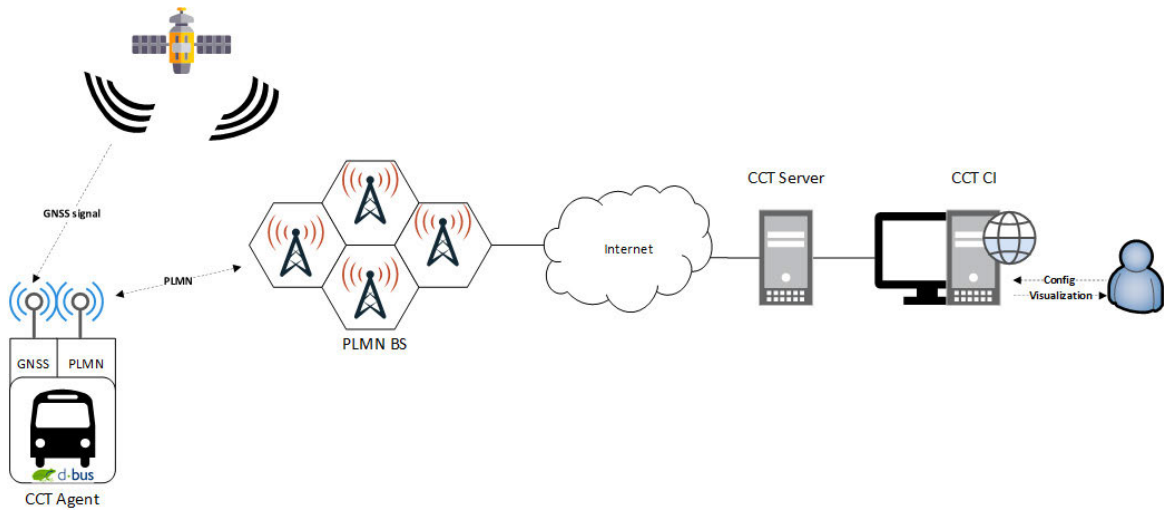 GNSS signal
PLMN
GNSS
PLMN
d·bus
CCT Agent
PLMN BS
Internet
CCT Server
CCT CI
Config
Visualization